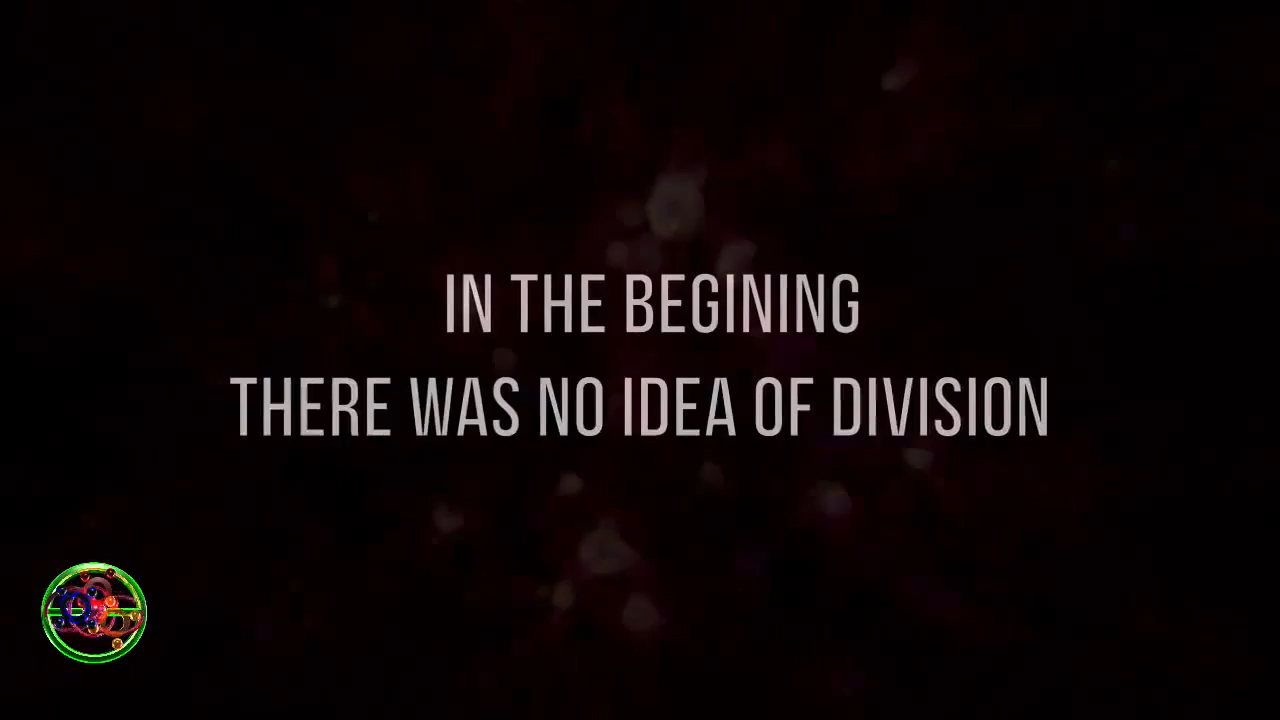 IN THE BEGINING
THERE WAS NO IDEA OF DIVISION